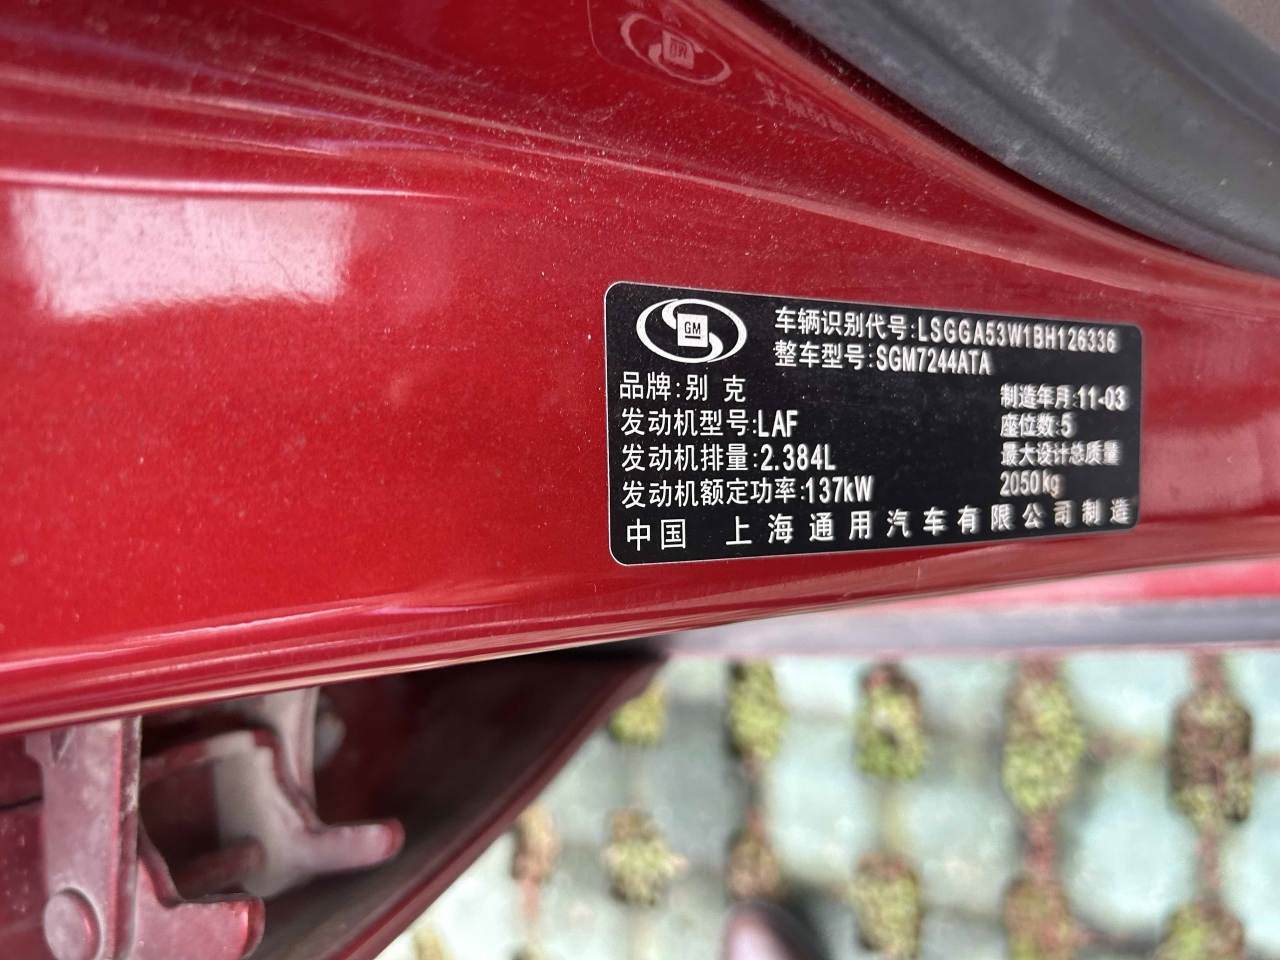 GM
车辆识别代号:LSGGA53W1BH126336
整车型号:SGM7244ATA
品牌:别 克
制造年月:11-03
发动机型号:LAF
座位数:5
发动机排量:2.384L
最大设计总质量
2050kg
发动机额定功率:137kW
中国 上海通用汽车有限公司制造